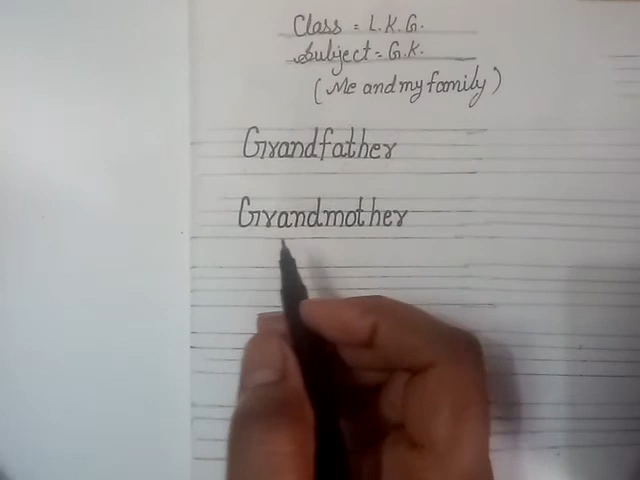 Class = L.K.G.
Subject = G.K.
(Me and my family)
Grandfather
Grandmother